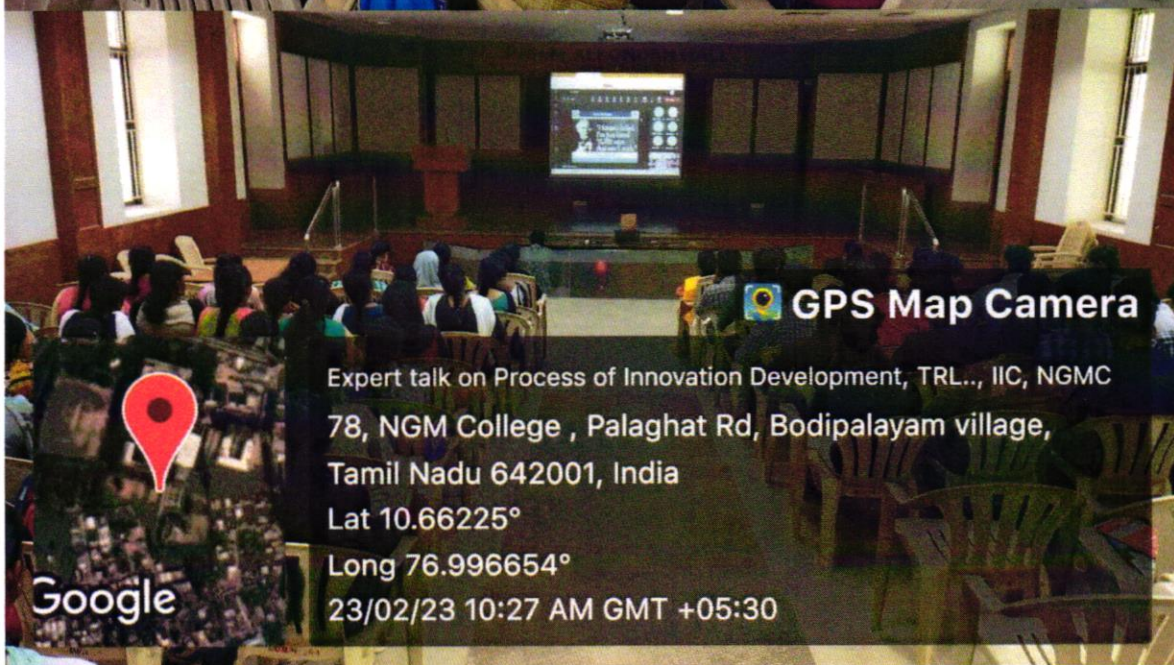 GPS Map Camera
Expert talk on Process of Innovation Development, TRL.., IIC, NGMC
78, NGM College , Palaghat Rd, Bodipalayam village,
Tamil Nadu 642001, India
Lat 10.66225°
Long 76.996654°
23/02/23 10:27 AM GMT +05:30
Google